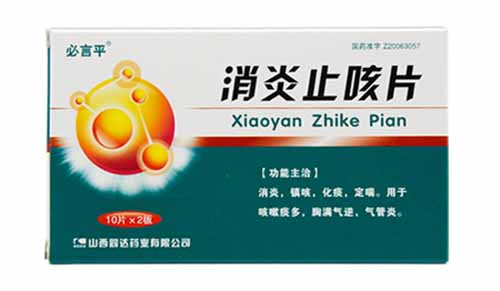 必言平®
国药准字 Z20063057
消炎止咳片
Xiaoyan Zhike Pian
【功能主治】
消炎，镇咳，化痰，定喘。用于
咳嗽痰多，胸满气逆、气管炎。
10片×2板
山西同达药业有限公司